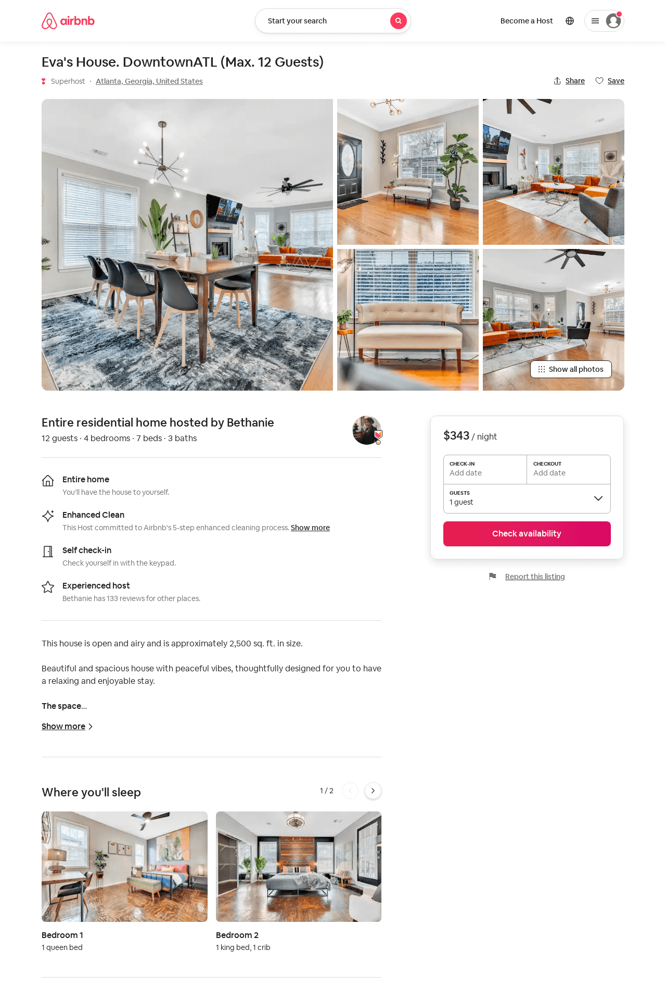 airbnb
Start your search
Become a Host
Eva's House. DowntownATL (Max. 12 Guests)
Superhost · Atlanta, Georgia, United States
Share
Save
Show all photos
Entire residential home hosted by Bethanie
12 guests · 4 bedrooms · 7 beds · 3 baths
Entire home
You’ll have the house to yourself.
Enhanced Clean
This Host committed to Airbnb's 5-step enhanced cleaning process. Show more
Self check-in
Check yourself in with the keypad.
Experienced host
Bethanie has 133 reviews for other places.
$343 / night
CHECK-IN
Add date
CHECKOUT
Add date
GUESTS
1 guest
Check availability
Report this listing
This house is open and airy and is approximately 2,500 sq. ft. in size.
Beautiful and spacious house with peaceful vibes, thoughtfully designed for you to have
a relaxing and enjoyable stay.
The space...
Show more
Where you'll sleep
1 / 2
Bedroom 1
1 queen bed
Bedroom 2
1 king bed, 1 crib